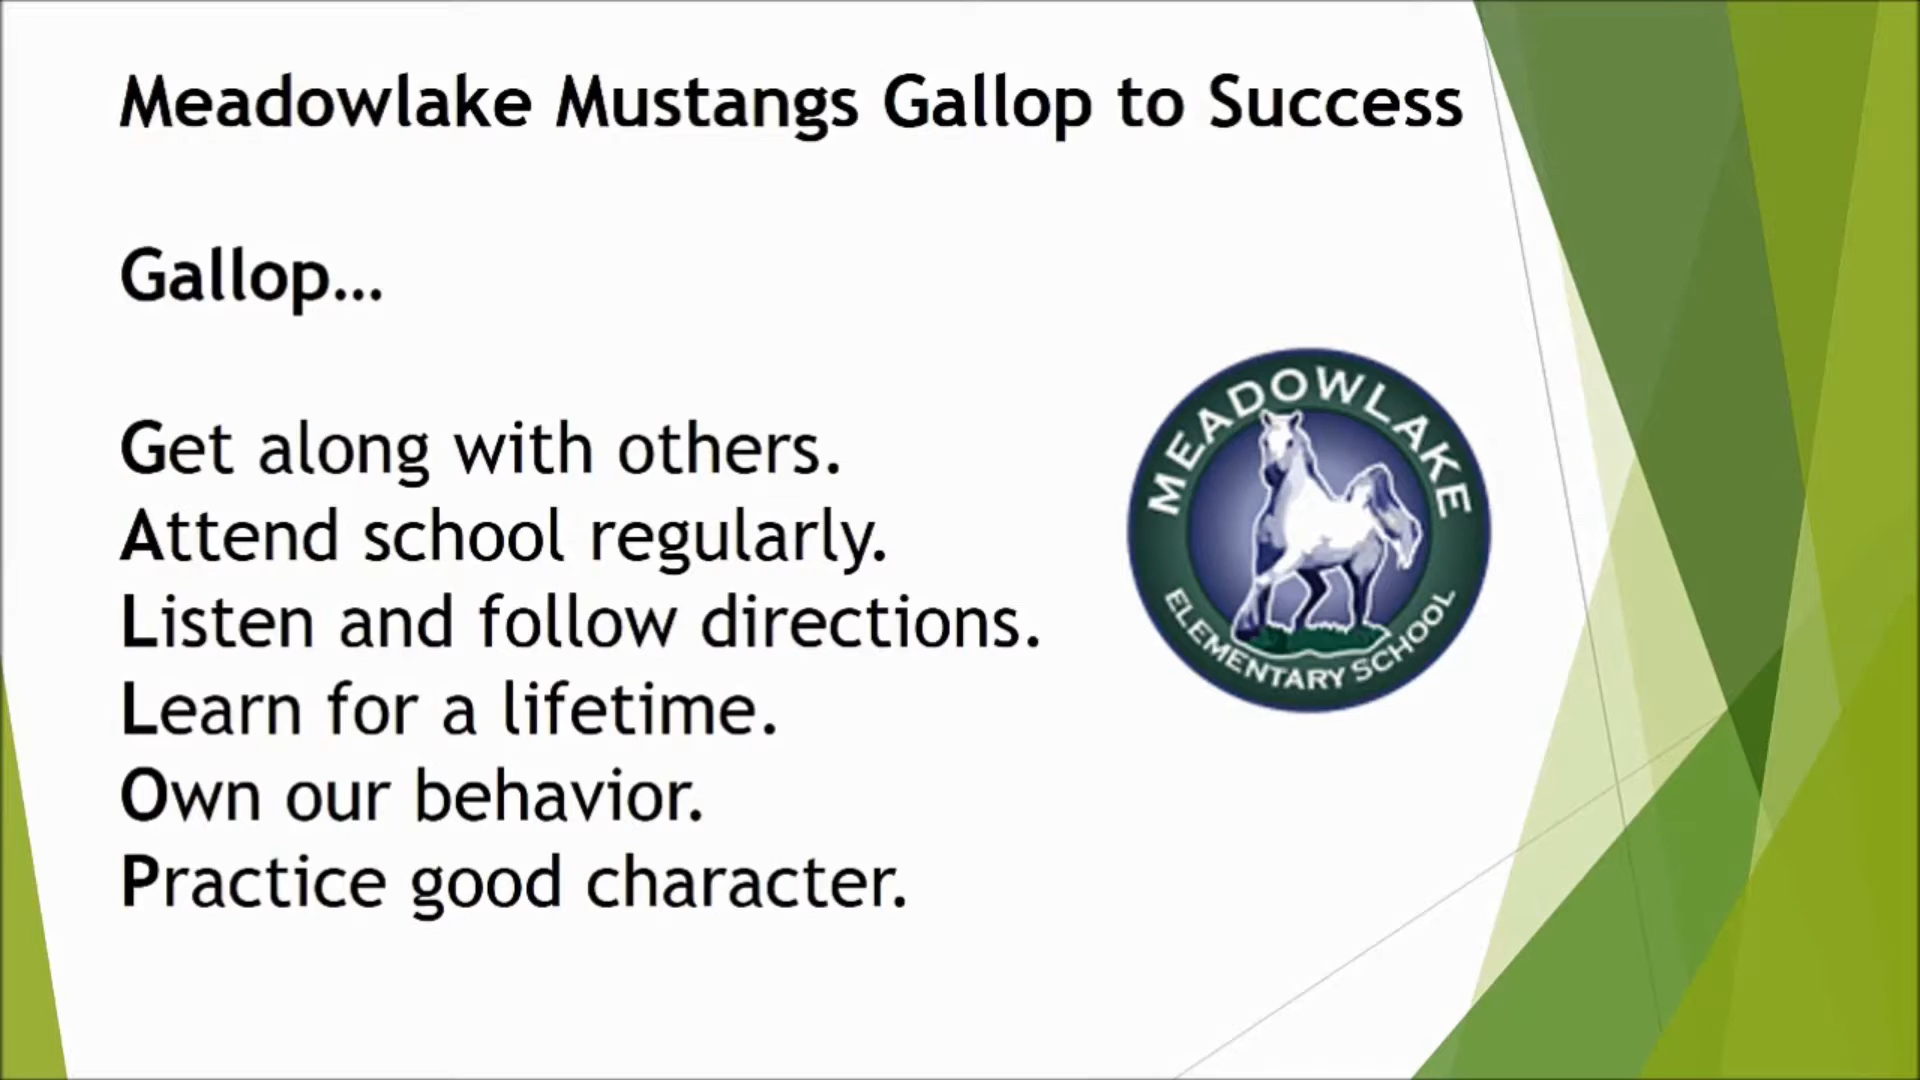 Meadowlake Mustangs Gallop to Success
Gallop...
Get along with others.
Attend school regularly.
Listen and follow directions.
Learn for a lifetime.
Own our behavior.
Practice good character.
MEADOWLAKE
ELEMENTARY SCHOOL